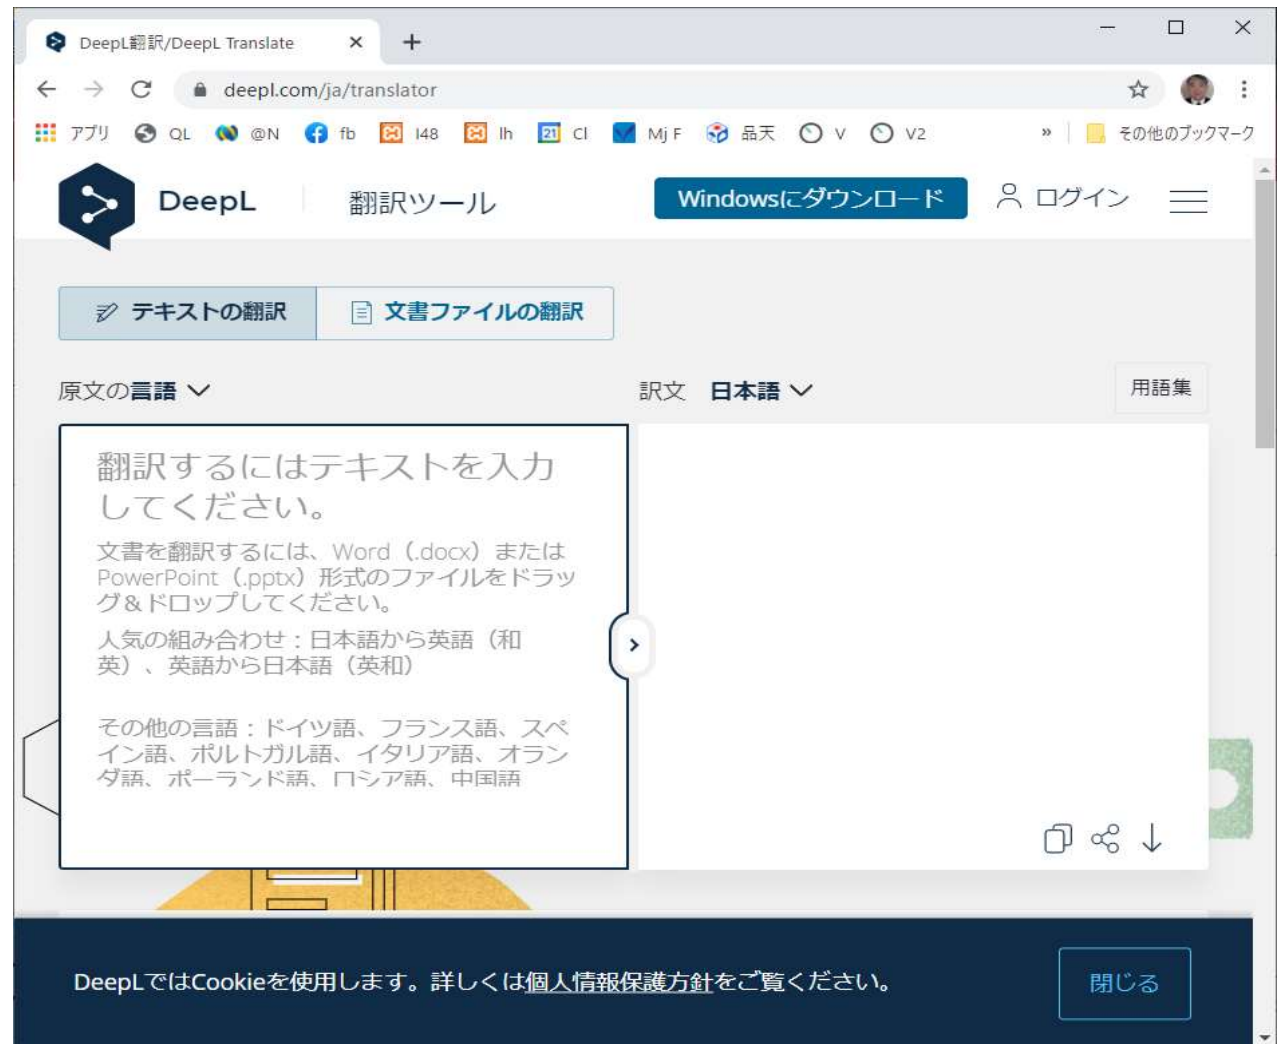 DeepL翻訳/DeepL Translate
deepl.com/ja/translator
アプリ QL @N fb I48 lh 21 Cl Mj F 品天 V V2 » その他のブックマーク
DeepL 翻訳ツール Windowsにダウンロード ログイン
テキストの翻訳 文書ファイルの翻訳
原文の言語 訳文 日本語 用語集
翻訳するにはテキストを入力
してください。
文書を翻訳するには、Word（.docx）または
PowerPoint（.pptx）形式のファイルをドラッ
グ＆ドロップしてください。
人気の組み合わせ：日本語から英語（和
英）、英語から日本語（英和）
その他の言語：ドイツ語、フランス語、スペ
イン語、ポルトガル語、イタリア語、オラン
ダ語、ポーランド語、ロシア語、中国語
DeepLではCookieを使用します。詳しくは個人情報保護方針をご覧ください。 閉じる